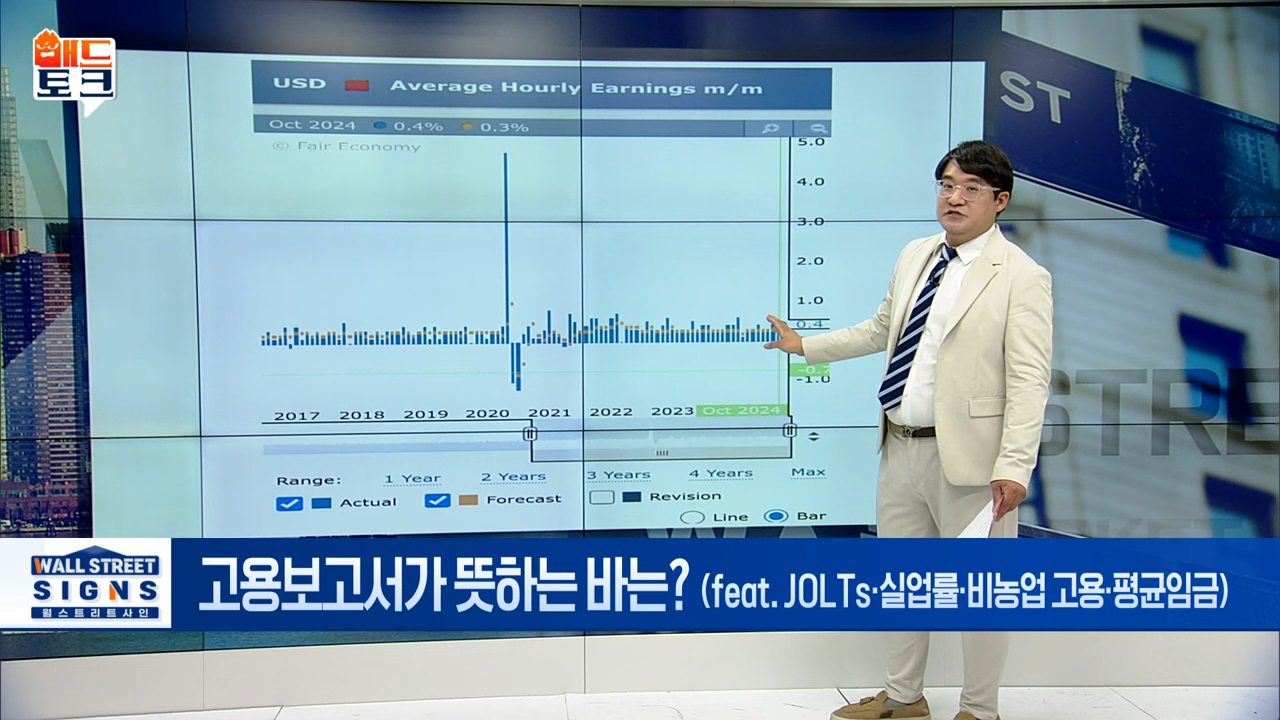 매드
토크
USD Average Hourly Earnings m/m
Oct 2024 0.4% 0.3%
© Fair Economy
5.0
4.0
3.0
2.0
1.0
0.4
-0.7
-1.0
2017 2018 2019 2020 2021 2022 2023 Oct 2024
Range: 1 Year 2 Years 3 Years 4 Years Max
Actual Forecast Revision
Line Bar
ST
STRE
WALL STREET
SIGNS
월스트리트사인
고용보고서가 뜻하는 바는? (feat. JOLTs·실업률·비농업 고용·평균임금)